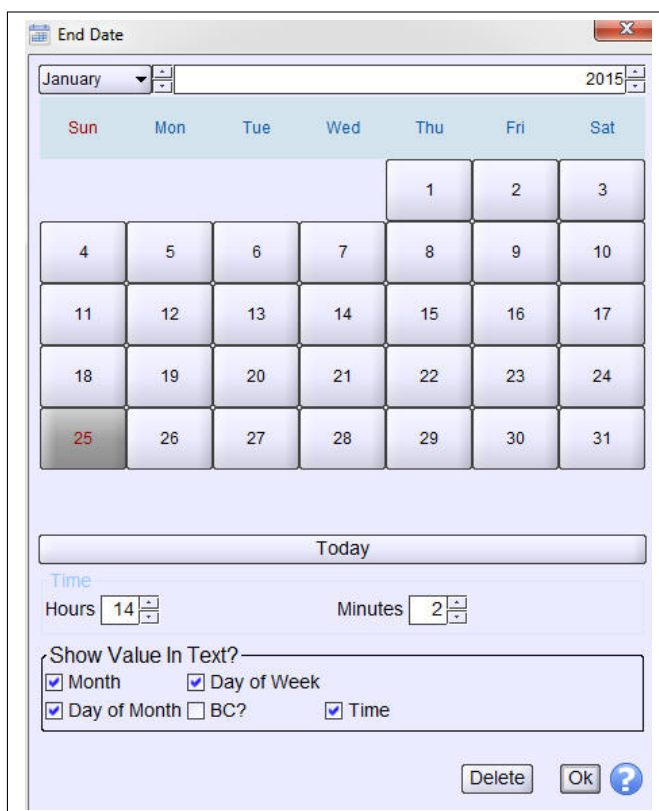 End Date
January 2015
Sun Mon Tue Wed Thu Fri Sat
1 2 3
4 5 6 7 8 9 10
11 12 13 14 15 16 17
18 19 20 21 22 23 24
25 26 27 28 29 30 31
Today
Time
Hours 14 Minutes 2
Show Value In Text?
Month Day of Week
Day of Month BC? Time
Delete Ok ?